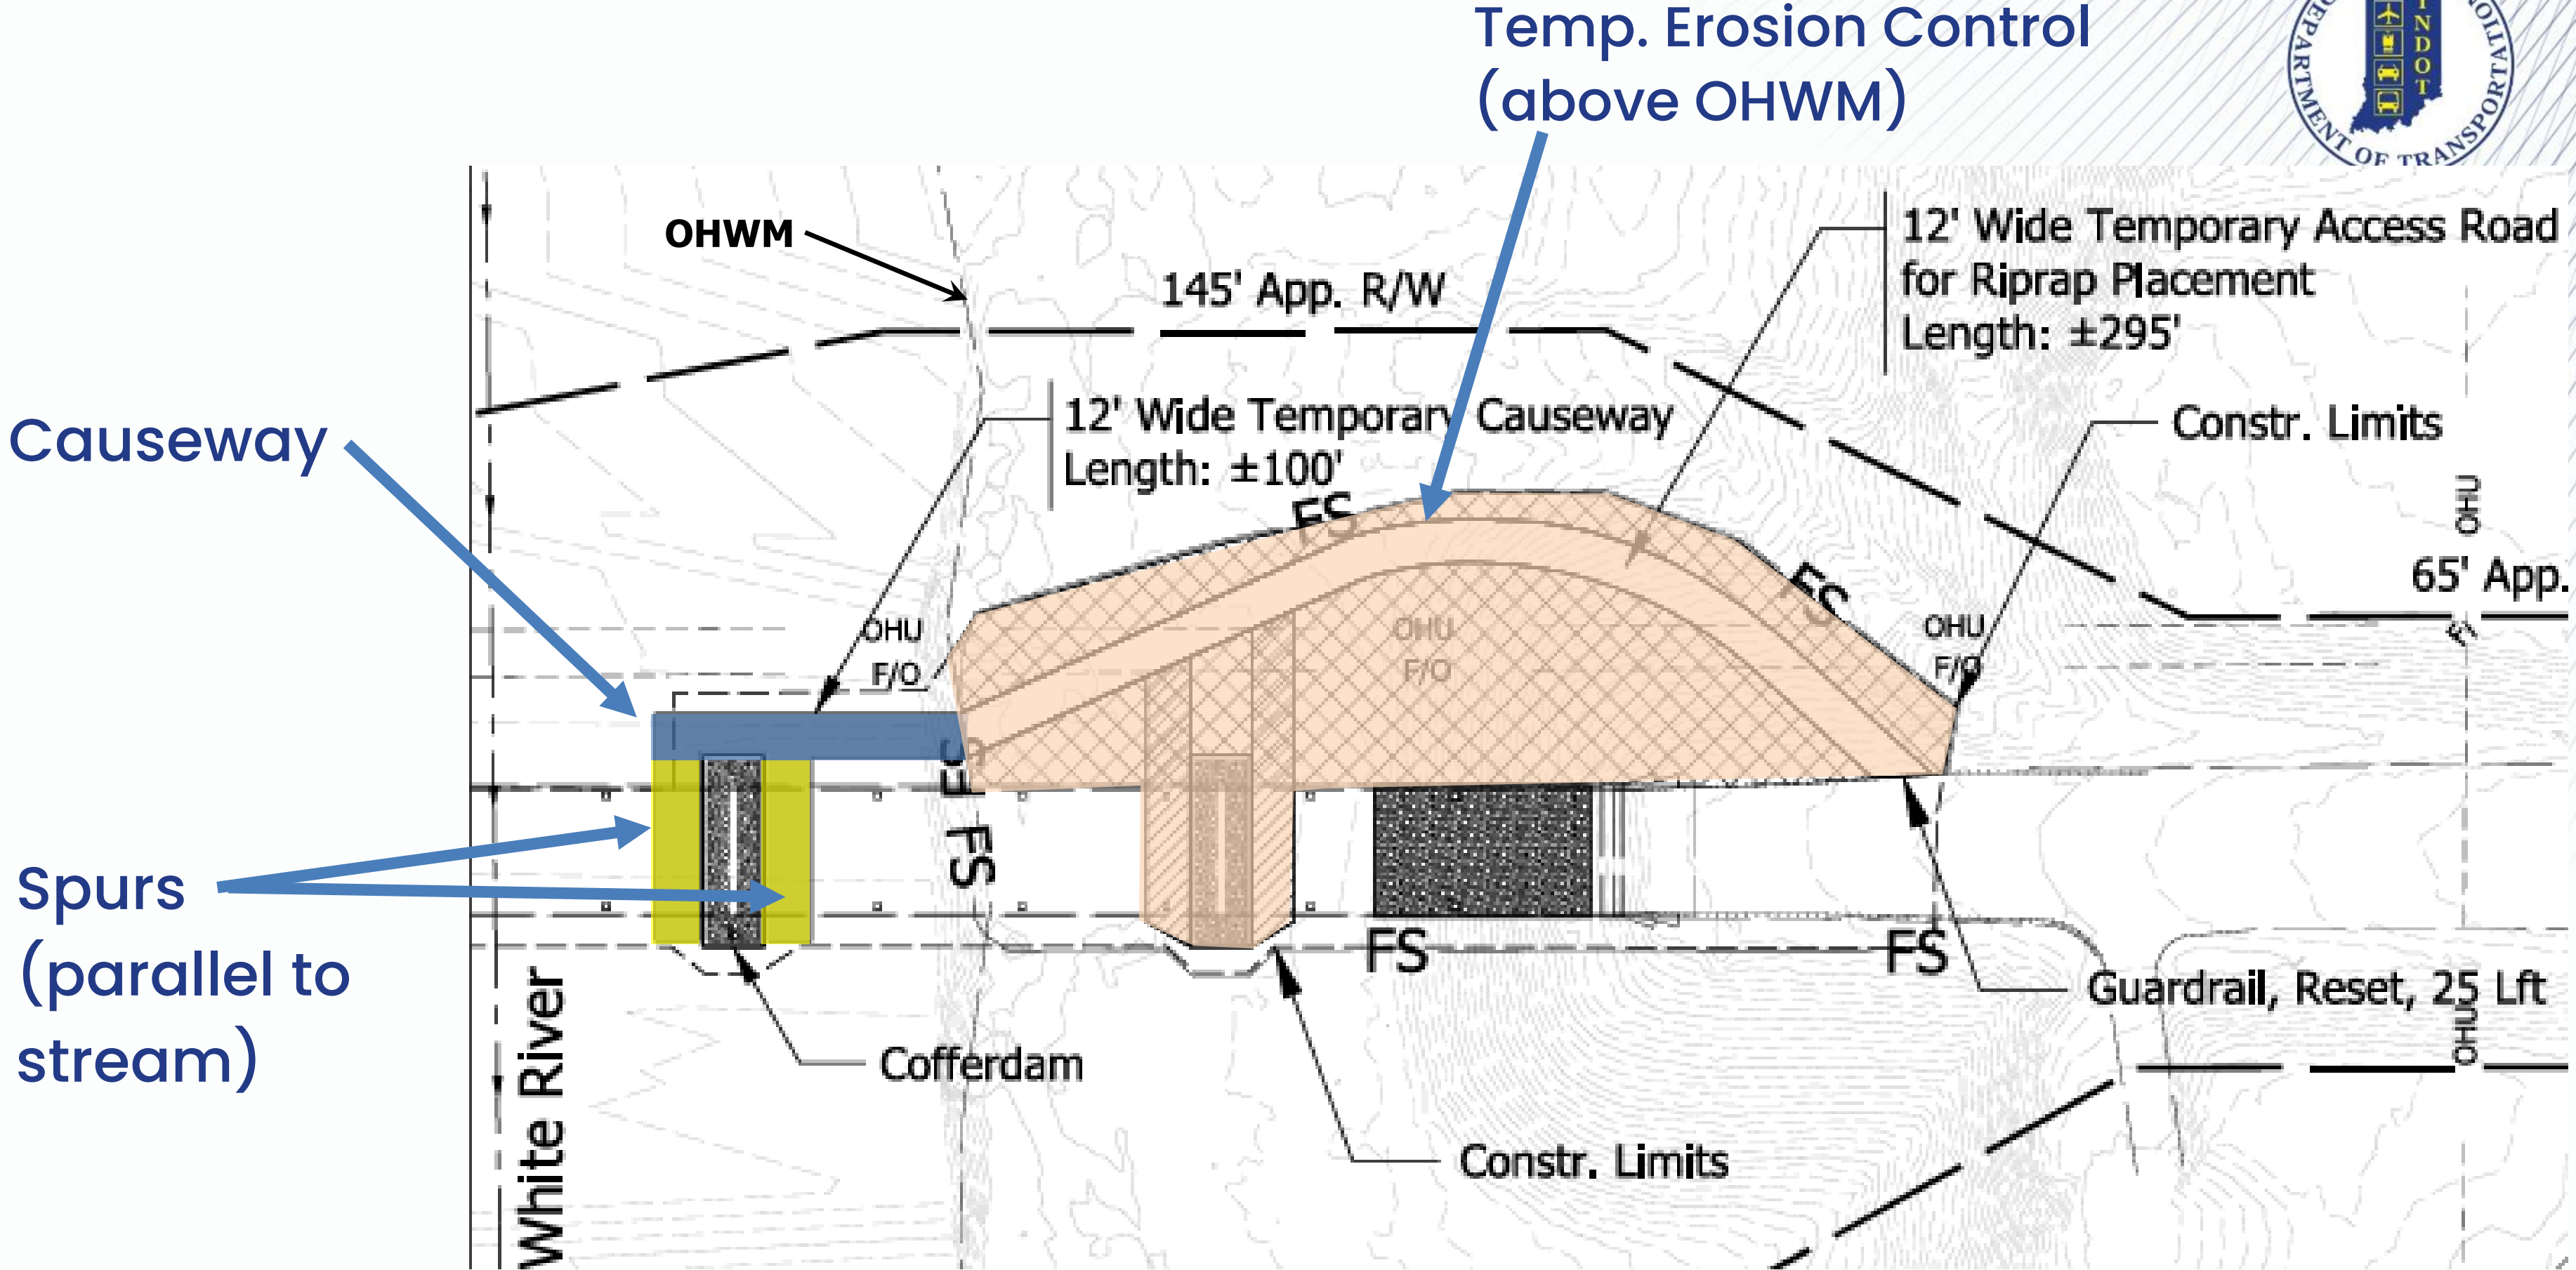 Temp. Erosion Control
(above OHWM)
INDOT
DEPARTMENT OF TRANSPORTATION
OHWM
145' App. R/W
12' Wide Temporary Access Road
for Riprap Placement
Length: ±295'
12' Wide Temporary Causeway
Length: ±100'
Constr. Limits
Causeway
OHU
FS
65' App.
FS
OHU
F/O
OHU
F/O
OHU
F/O
F/
FS
FS
Spurs
(parallel to
stream)
FS
FS
Guardrail, Reset, 25 Lft
OHU
White River
Cofferdam
Constr. Limits